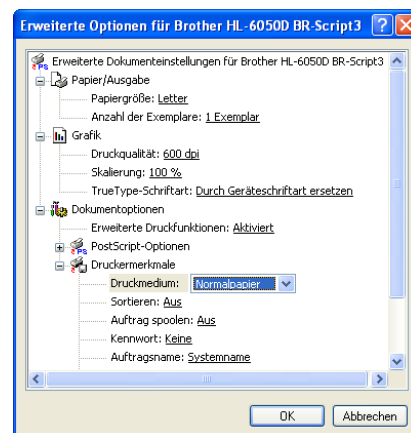 Erweiterte Optionen für Brother HL-6050D BR-Script3
Erweiterte Dokumenteinstellungen für Brother HL-6050D BR-Script3
Papier/Ausgabe
Papiergröße: Letter
Anzahl der Exemplare: 1 Exemplar
Grafik
Druckqualität: 600 dpi
Skalierung: 100 %
TrueType-Schriftart: Durch Geräteschriftart ersetzen
Dokumentoptionen
Erweiterte Druckfunktionen: Aktiviert
PostScript-Optionen
Druckermerkmale
Druckmedium: Normalpapier
Sortieren: Aus
Auftrag spoolen: Aus
Kennwort: Keine
Auftragsname: Systemname
OK Abbrechen